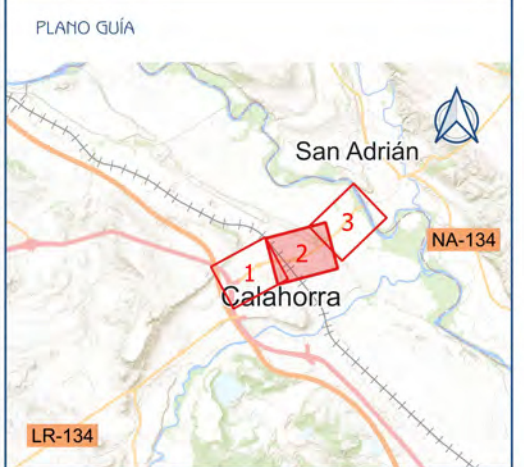 PLANO GUÍA
San Adrián
3
NA-134
2
1
Calahorra
LR-134